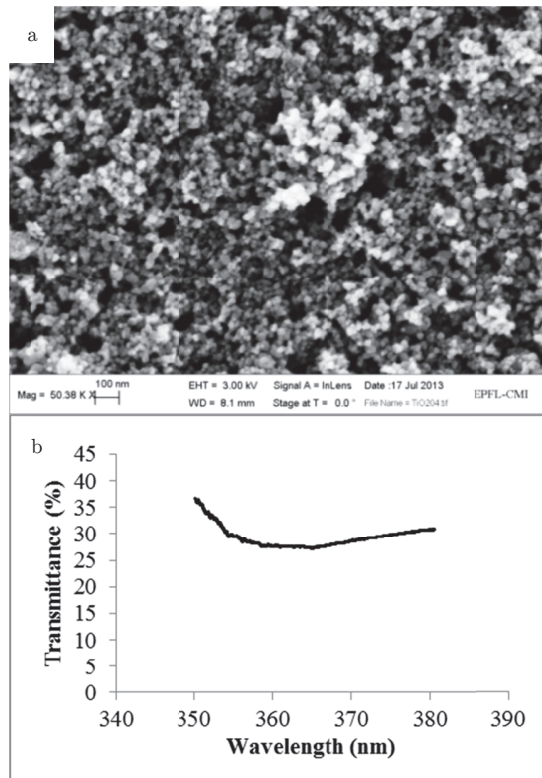 a
Mag = 50.38 K X
100 nm
EHT = 3.00 kV Signal A = InLens Date :17 Jul 2013
WD = 8.1 mm Stage at T = 0.0 ° File Name = TiO204.tif
EPFL-CMI
b
Transmittance (%)
45
40
35
30
25
20
15
10
5
0
340 350 360 370 380 390
Wavelength (nm)